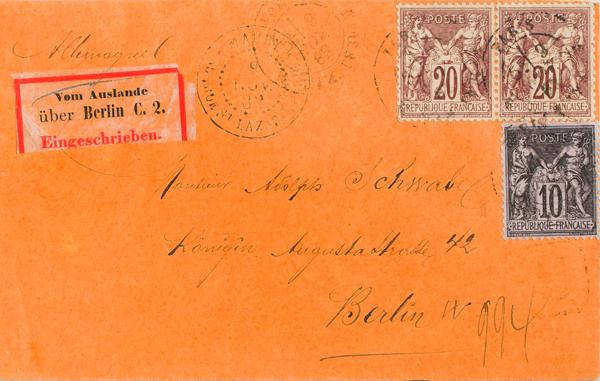 Allemagne
Vom Auslande
über Berlin C. 2.
Eingeschrieben.
POSTE
20
REPUBLIQUE FRANÇAISE
POSTE
20
REPUBLIQUE FRANÇAISE
POSTE
10
REPUBLIQUE FRANÇAISE
Monsieur Adolph Schwabe
Königin Augustastrasse 42
Berlin W
994